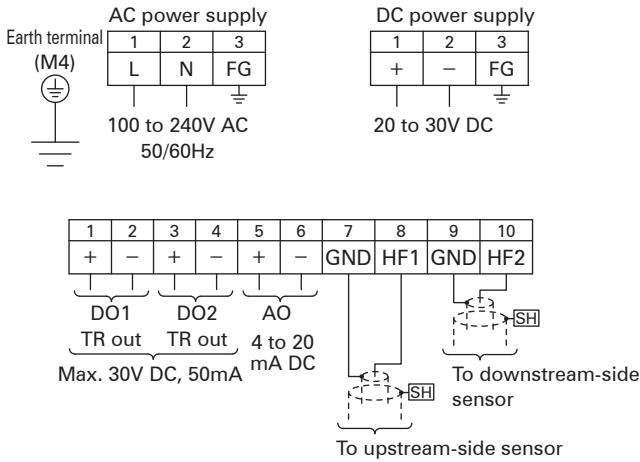 AC power supply
DC power supply
Earth terminal
(M4)
1 2 3
L N FG
1 2 3
+ − FG
100 to 240V AC
50/60Hz
20 to 30V DC
1 2 3 4 5 6 7 8 9 10
+ − + − + − GND HF1 GND HF2
DO1 DO2 AO
TR out TR out 4 to 20
mA DC
Max. 30V DC, 50mA
SH
To downstream-side
sensor
SH
To upstream-side sensor